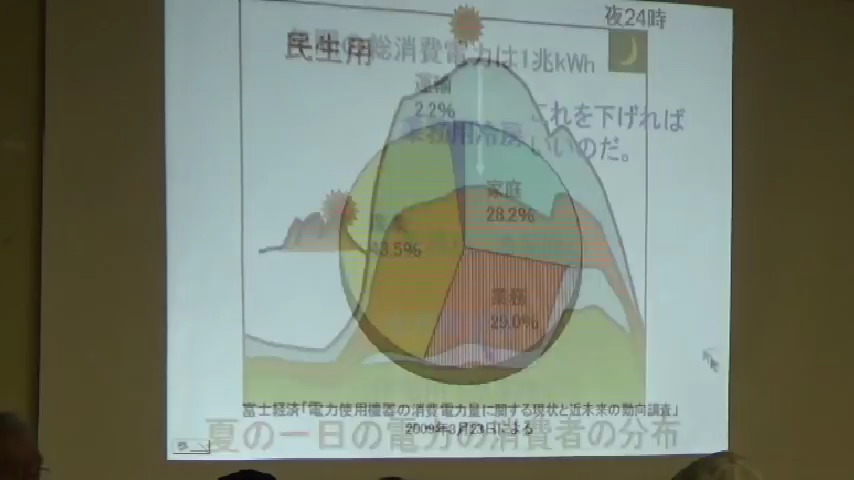 夜24時
民生用
の総消費電力は1兆kWh
運輸
2.2%
これを下げれば
いいのだ。
業務用冷房
家庭
28.2%
43.5%
業務
29.0%
富士経済「電力使用機器の消費電力量に関する現状と近未来の動向調査」
2009年3月23日による
夏の一日の電力の消費者の分布